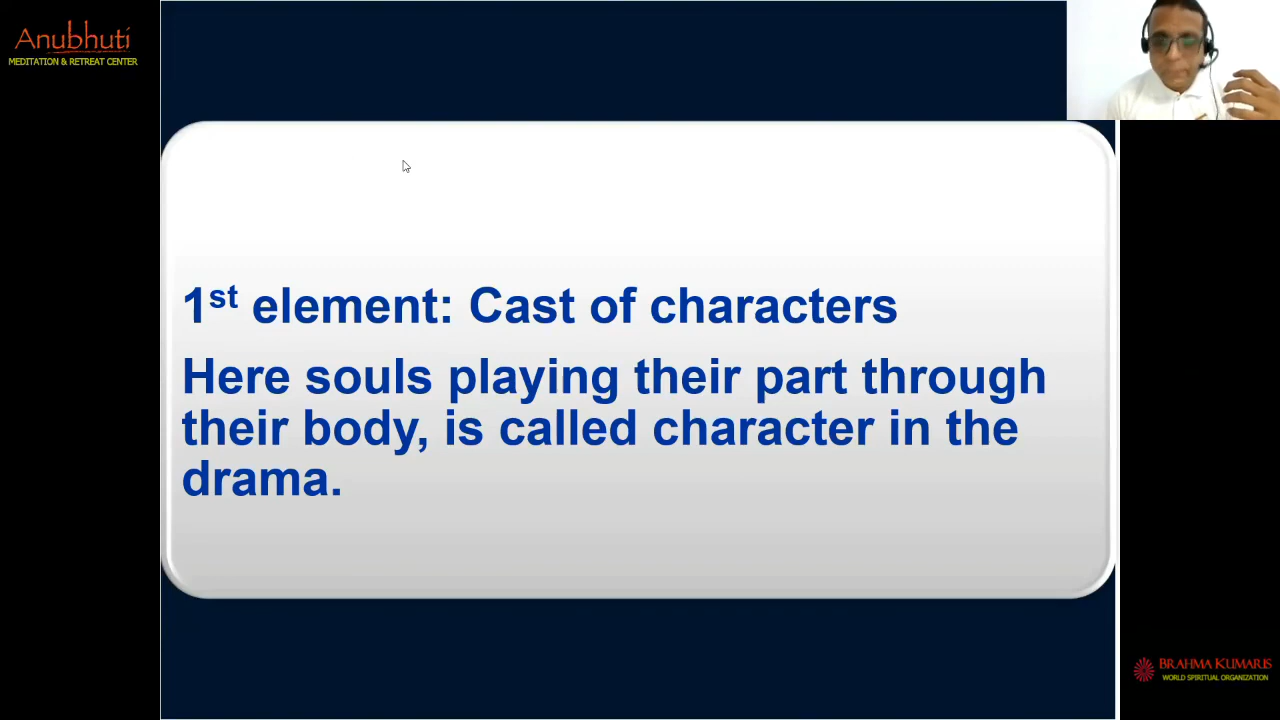 Anubhuti
MEDITATION & RETREAT CENTER
1st element: Cast of characters
Here souls playing their part through
their body, is called character in the
drama.
BRAHMA KUMARIS
WORLD SPIRITUAL ORGANIZATION